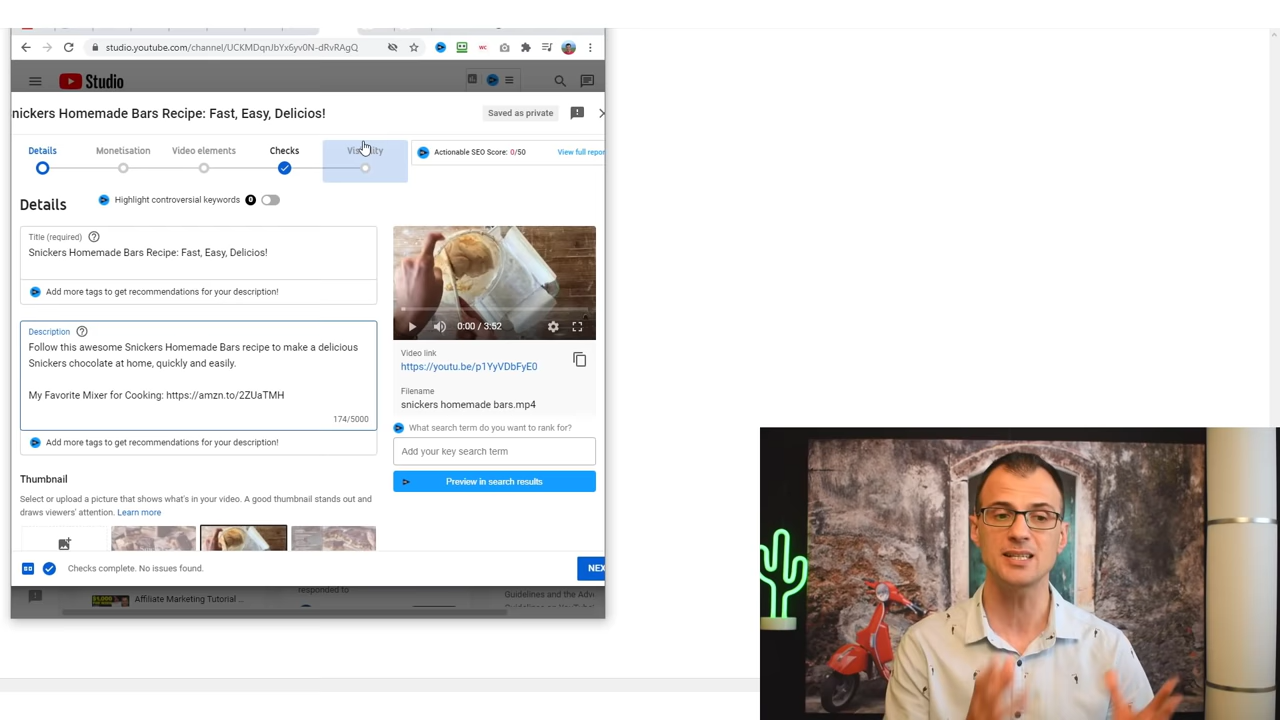 studio.youtube.com/channel/UCKMDqnJbYx6yv0N-dRvRAgQ
WC
Studio
nickers Homemade Bars Recipe: Fast, Easy, Delicios!
Saved as private
Details
Monetisation
Video elements
Checks
Visibility
Actionable SEO Score: 0/50
View full repor
Details
Highlight controversial keywords 0
Title (required)
Snickers Homemade Bars Recipe: Fast, Easy, Delicios!
Add more tags to get recommendations for your description!
Description
Follow this awesome Snickers Homemade Bars recipe to make a delicious
Snickers chocolate at home, quickly and easily.
My Favorite Mixer for Cooking: https://amzn.to/2ZUaTMH
174/5000
Add more tags to get recommendations for your description!
0:00 / 3:52
Video link
https://youtu.be/p1YyVDbFyE0
Filename
snickers homemade bars.mp4
What search term do you want to rank for?
Add your key search term
Preview in search results
Thumbnail
Select or upload a picture that shows what's in your video. A good thumbnail stands out and
draws viewers' attention. Learn more
Checks complete. No issues found.
NEX
Affiliate Marketing Tutorial ...
responded to
Guidelines and the Adve